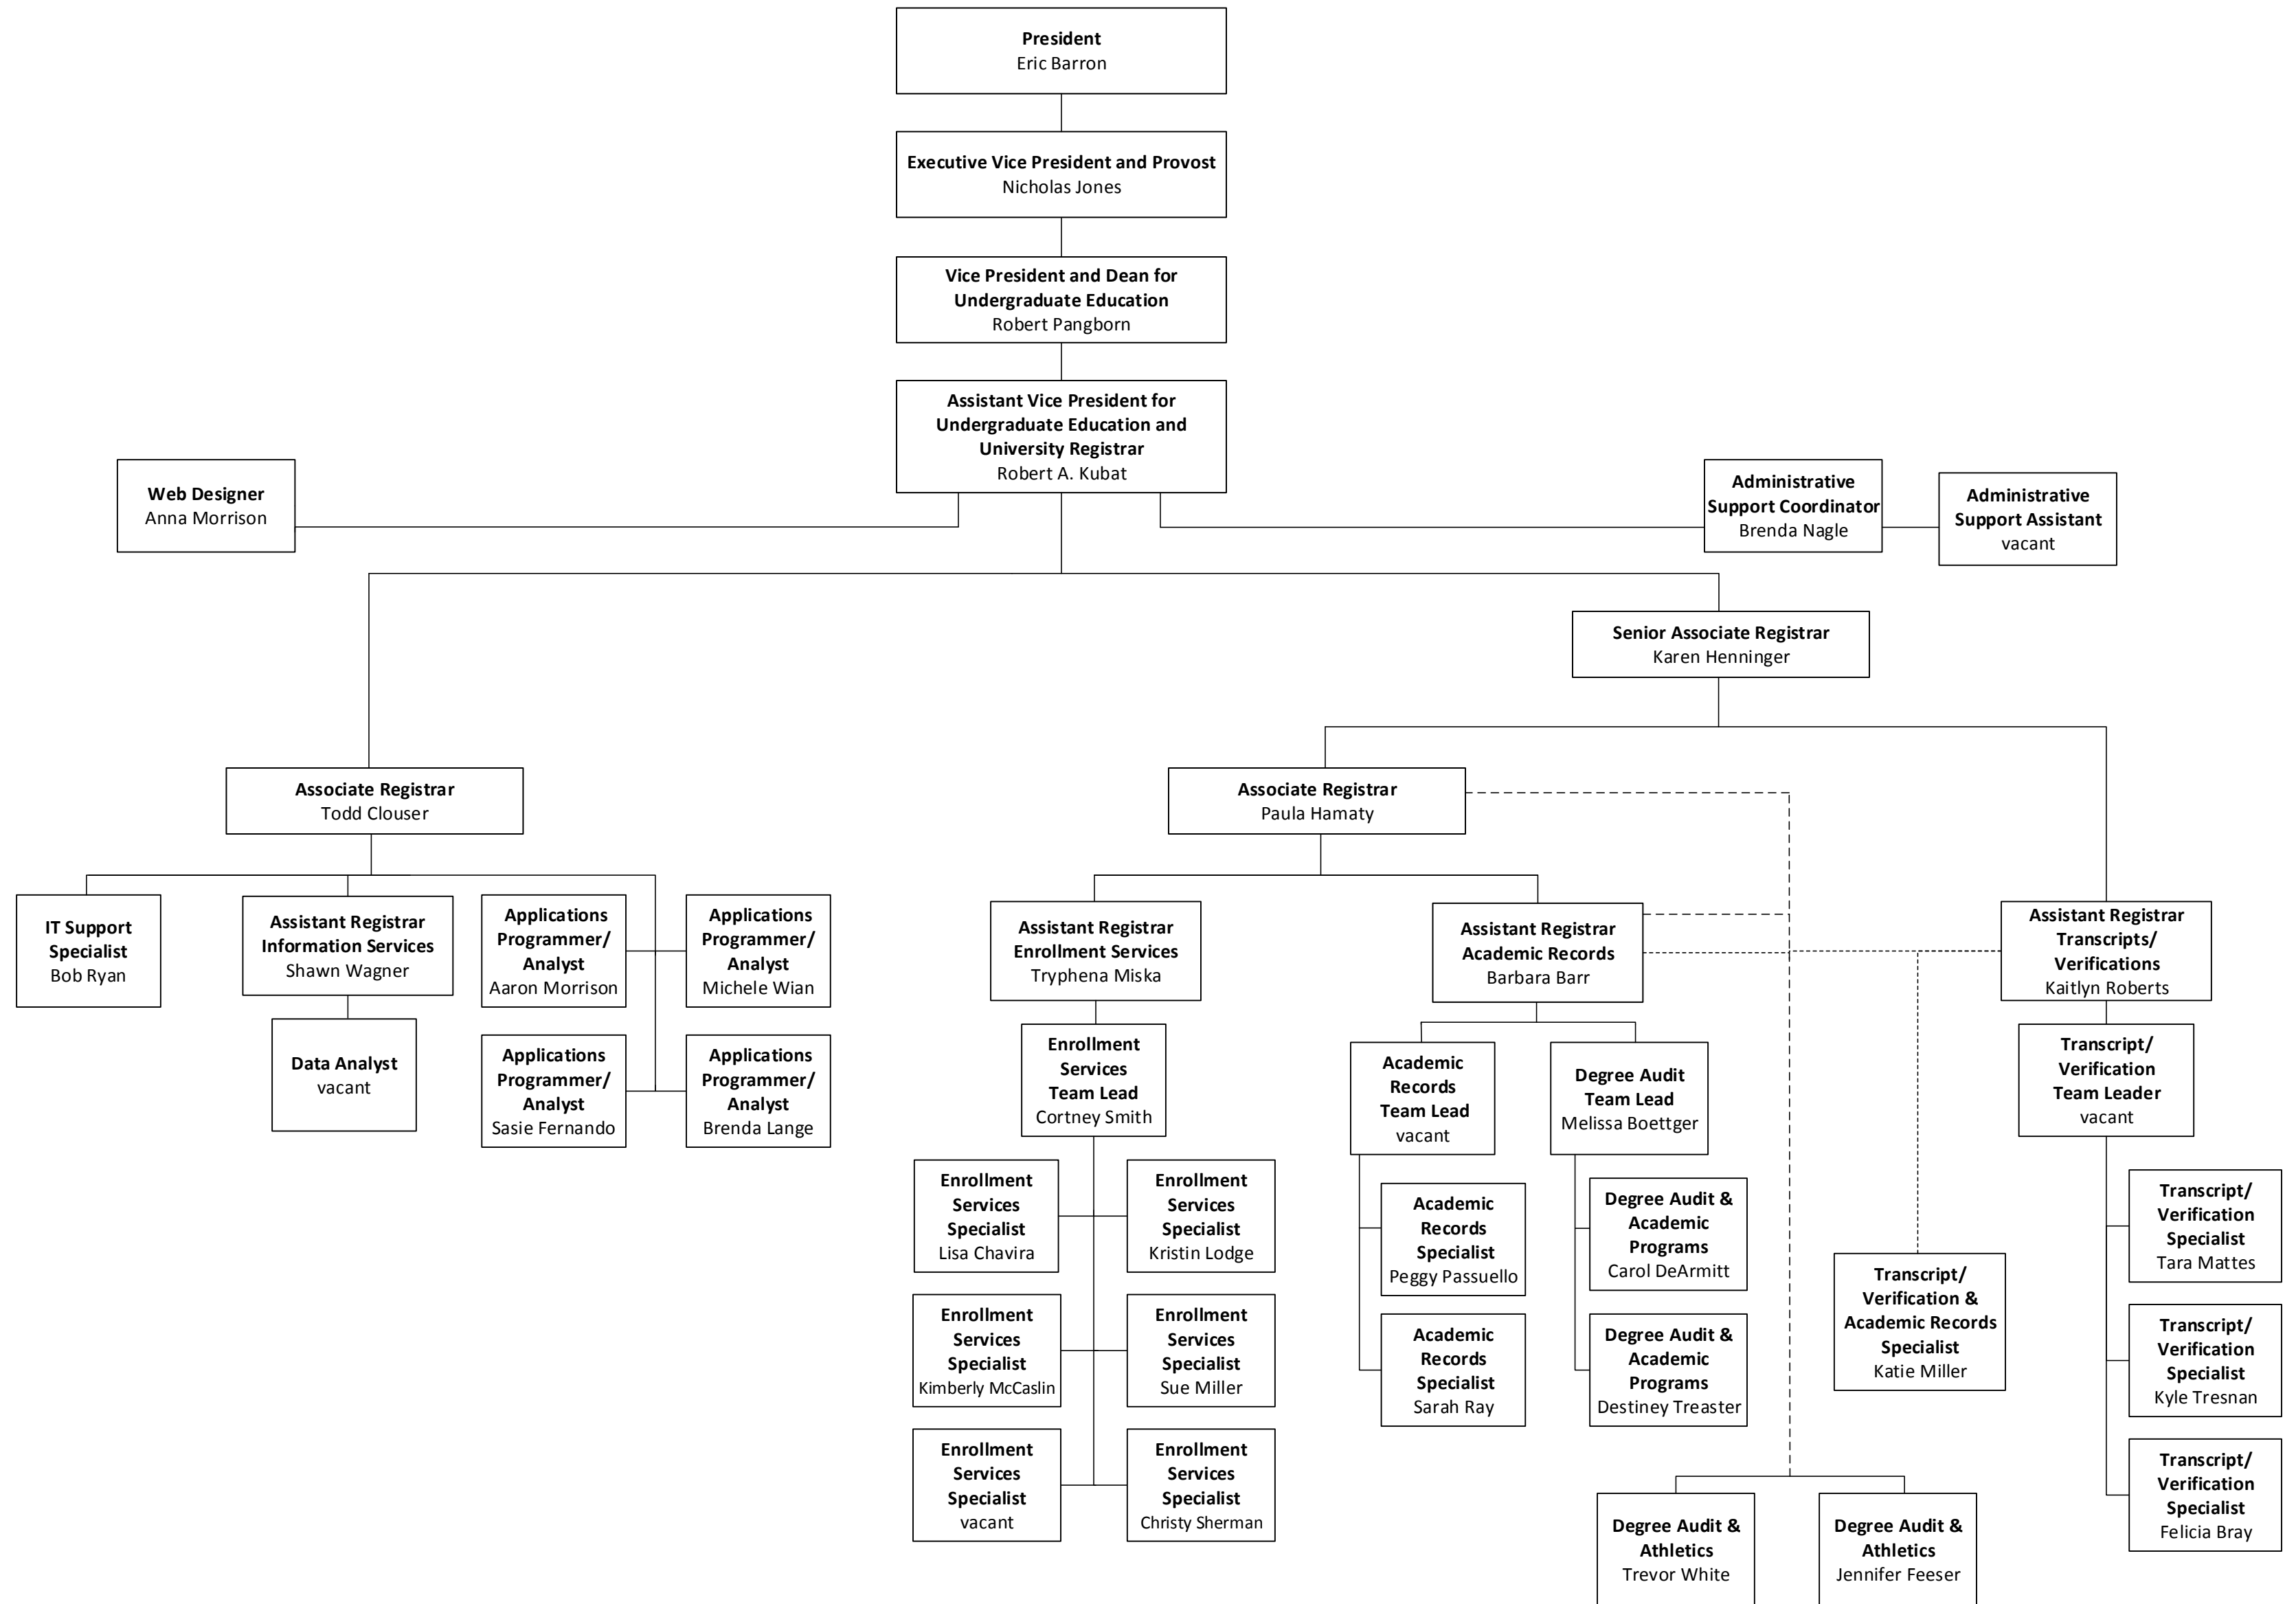 President
Eric Barron
Executive Vice President and Provost
Nicholas Jones
Vice President and Dean for
Undergraduate Education
Robert Pangborn
Assistant Vice President for
Undergraduate Education and
University Registrar
Robert A. Kubat
Web Designer
Anna Morrison
Administrative
Support Coordinator
Brenda Nagle
Administrative
Support Assistant
vacant
Senior Associate Registrar
Karen Henninger
Associate Registrar
Todd Clouser
Associate Registrar
Paula Hamaty
IT Support
Specialist
Bob Ryan
Assistant Registrar
Information Services
Shawn Wagner
Data Analyst
vacant
Applications
Programmer/
Analyst
Aaron Morrison
Applications
Programmer/
Analyst
Michele Wian
Applications
Programmer/
Analyst
Sasie Fernando
Applications
Programmer/
Analyst
Brenda Lange
Assistant Registrar
Enrollment Services
Tryphena Miska
Enrollment
Services
Team Lead
Cortney Smith
Enrollment
Services
Specialist
Lisa Chavira
Enrollment
Services
Specialist
Kristin Lodge
Enrollment
Services
Specialist
Kimberly McCaslin
Enrollment
Services
Specialist
Sue Miller
Enrollment
Services
Specialist
vacant
Enrollment
Services
Specialist
Christy Sherman
Assistant Registrar
Academic Records
Barbara Barr
Academic
Records
Team Lead
vacant
Academic
Records
Specialist
Peggy Passuello
Academic
Records
Specialist
Sarah Ray
Degree Audit
Team Lead
Melissa Boettger
Degree Audit &
Academic
Programs
Carol DeArmitt
Degree Audit &
Academic
Programs
Destiney Treaster
Degree Audit &
Athletics
Trevor White
Degree Audit &
Athletics
Jennifer Feeser
Transcript/
Verification &
Academic Records
Specialist
Katie Miller
Assistant Registrar
Transcripts/
Verifications
Kaitlyn Roberts
Transcript/
Verification
Team Leader
vacant
Transcript/
Verification
Specialist
Tara Mattes
Transcript/
Verification
Specialist
Kyle Tresnan
Transcript/
Verification
Specialist
Felicia Bray